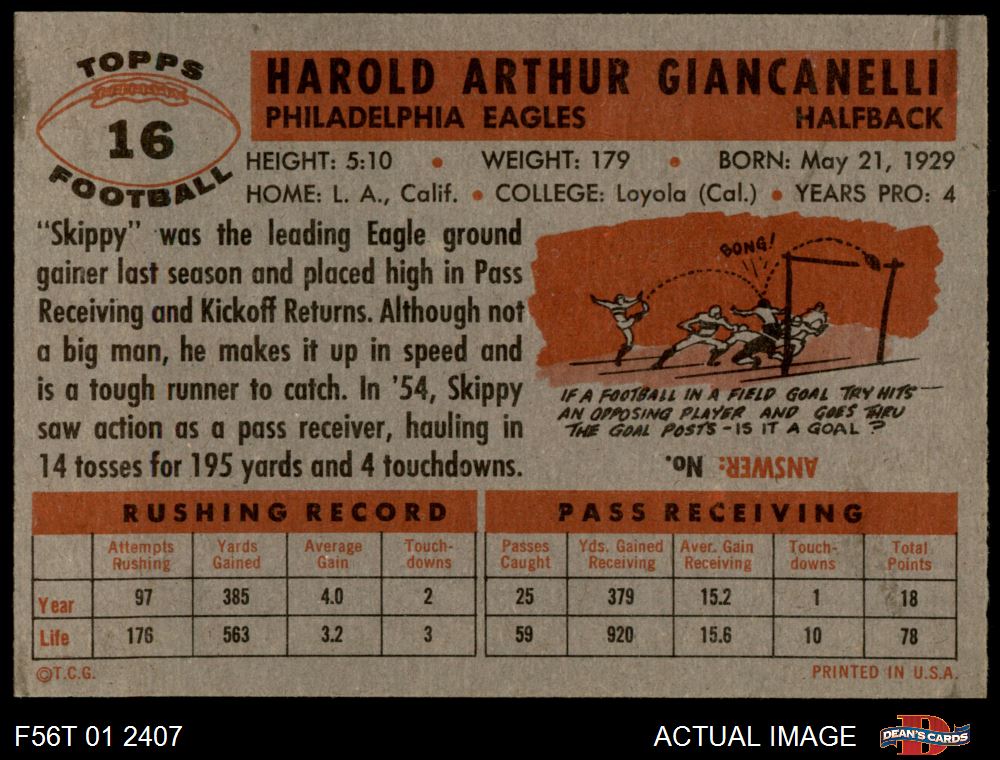 TOPPS
16
FOOTBALL
HAROLD ARTHUR GIANCANELLI
PHILADELPHIA EAGLES HALFBACK
HEIGHT: 5:10 • WEIGHT: 179 • BORN: May 21, 1929
HOME: L. A., Calif. • COLLEGE: Loyola (Cal.) • YEARS PRO: 4
"Skippy" was the leading Eagle ground
gainer last season and placed high in Pass
Receiving and Kickoff Returns. Although not
a big man, he makes it up in speed and
is a tough runner to catch. In '54, Skippy
saw action as a pass receiver, hauling in
14 tosses for 195 yards and 4 touchdowns.
BONG!
IF A FOOTBALL IN A FIELD GOAL TRY HITS
AN OPPOSING PLAYER AND GOES THRU
THE GOAL POSTS - IS IT A GOAL?
ANSWER: No.
RUSHING RECORD PASS RECEIVING
Attempts Rushing Yards Gained Average Gain Touch-downs Passes Caught Yds. Gained Receiving Aver. Gain Receiving Touch-downs Total Points
Year 97 385 4.0 2 25 379 15.2 1 18
Life 176 563 3.2 3 59 920 15.6 10 78
©T.C.G. PRINTED IN U.S.A.
F56T 01 2407 ACTUAL IMAGE DEAN'S CARDS